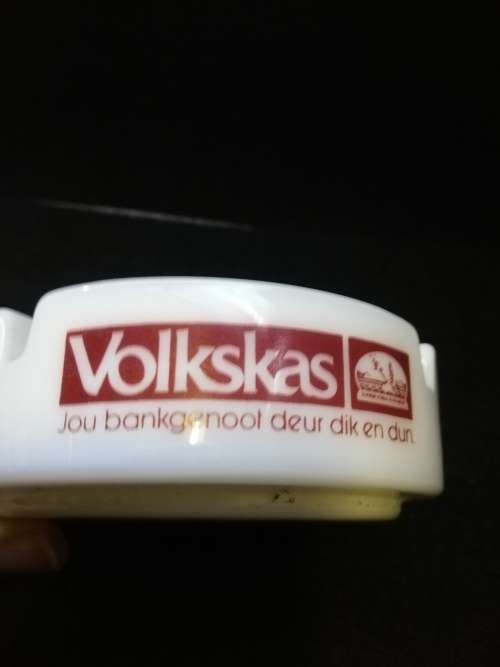 Volkskas
Jou bankgenoot deur dik en dun.